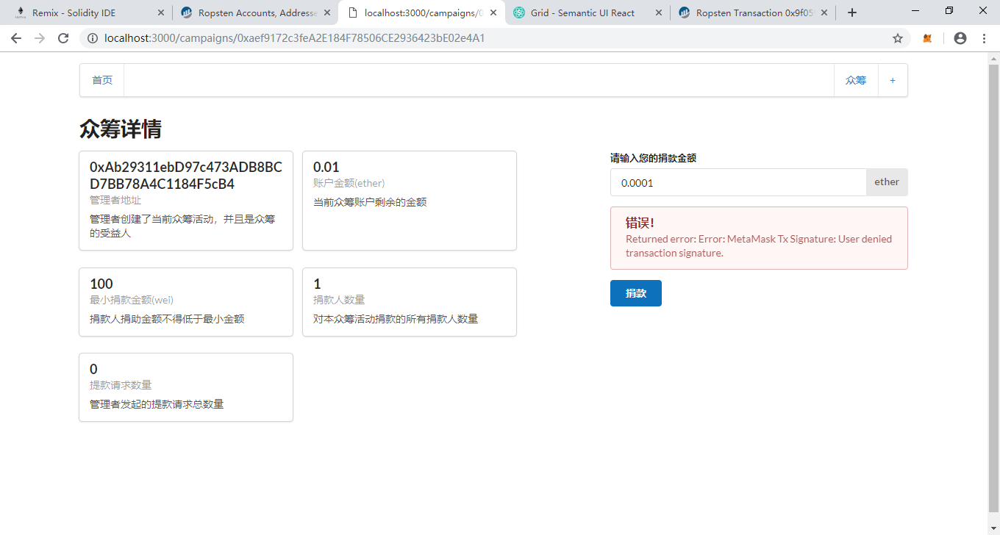 Remix - Solidity IDE
Ropsten Accounts, Addresse
localhost:3000/campaigns/0
Grid - Semantic UI React
Ropsten Transaction 0x9f05
localhost:3000/campaigns/0xaef9172c3feA2E184F78506CE2936423bE02e4A1
首页
众筹
+
众筹详情
0xAb29311ebD97c473ADB8BC
D7BB78A4C1184F5cB4
管理者地址
管理者创建了当前众筹活动，并且是众筹
的受益人
0.01
账户金额(ether)
当前众筹账户剩余的金额
100
最小捐款金额(wei)
捐款人捐助金额不得低于最小金额
1
捐款人数量
对本众筹活动捐款的所有捐款人数量
0
提款请求数量
管理者发起的提款请求总数量
请输入您的捐款金额
0.0001
ether
错误!
Returned error: Error: MetaMask Tx Signature: User denied
transaction signature.
捐款